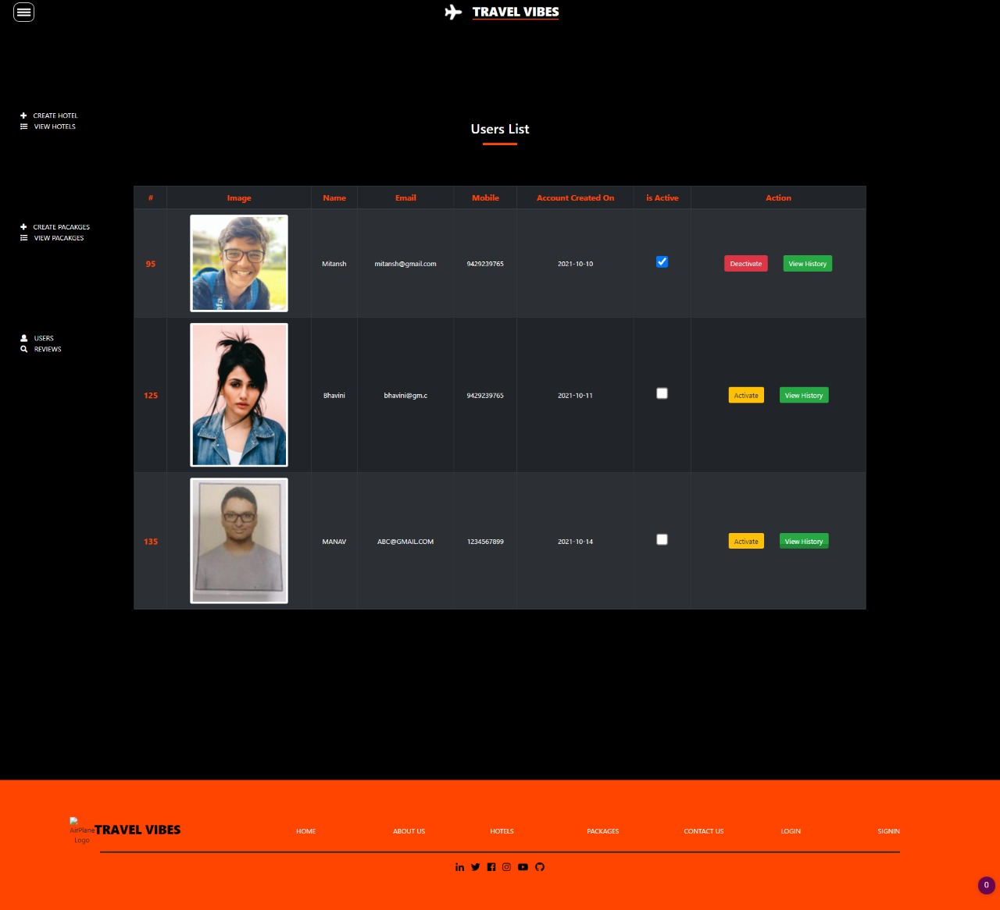 TRAVEL VIBES
CREATE HOTEL
VIEW HOTELS
Users List
# Image Name Email Mobile Account Created On is Active Action
CREATE PACAKGES
VIEW PACAKGES
95 Mitansh mitansh@gmail.com 9429239765 2021-10-10 Deactivate View History
USERS
REVIEWS
125 Bhavini bhavini@gm.c 9429239765 2021-10-11 Activate View History
135 MANAV ABC@GMAIL.COM 1234567899 2021-10-14 Activate View History
AirPlane Logo
TRAVEL VIBES HOME ABOUT US HOTELS PACKAGES CONTACT US LOGIN SIGNIN
0